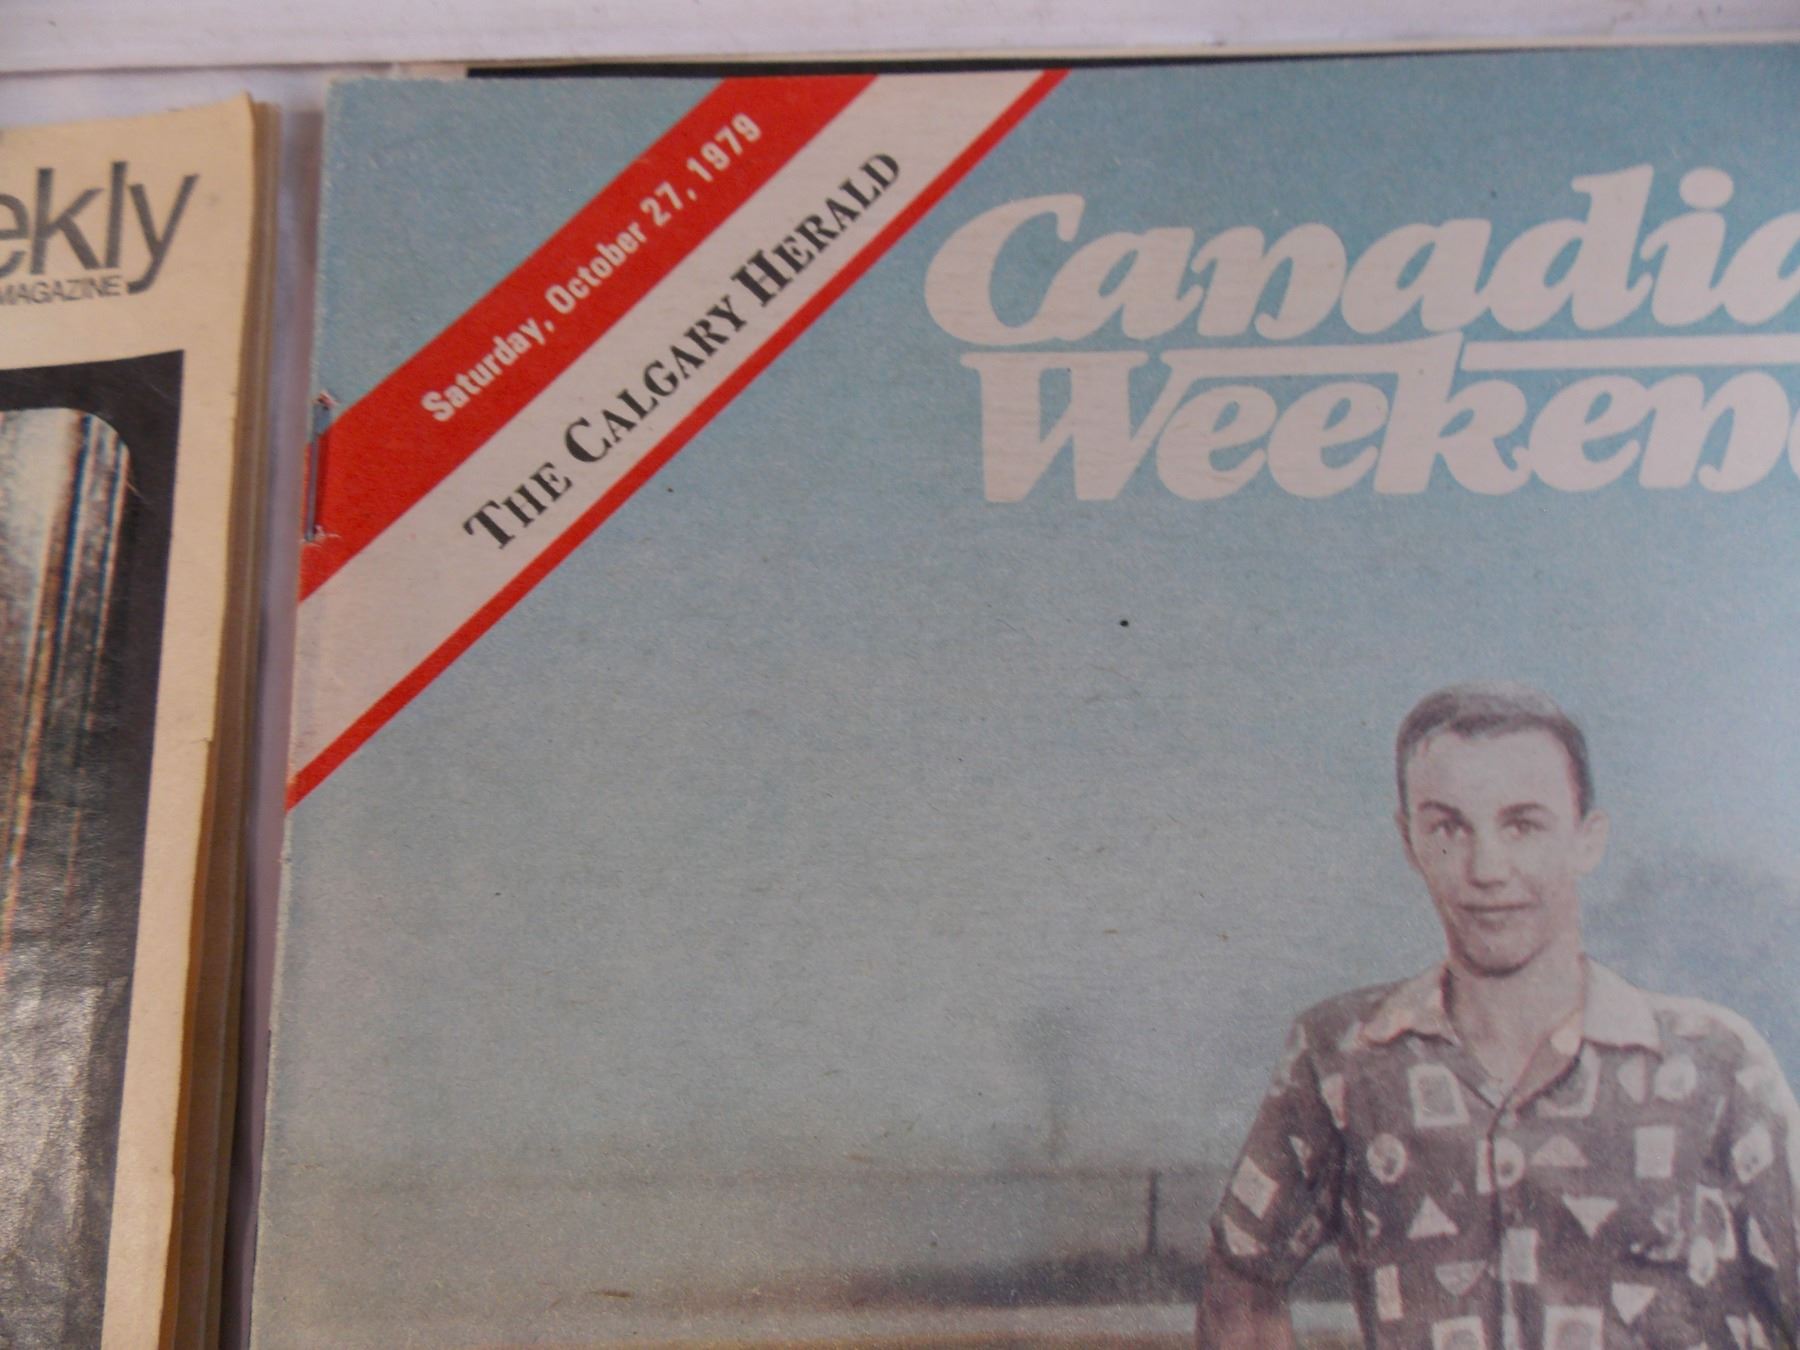 ekly
MAGAZINE
Saturday, October 27, 1979
THE CALGARY HERALD
Canadia
Weeken